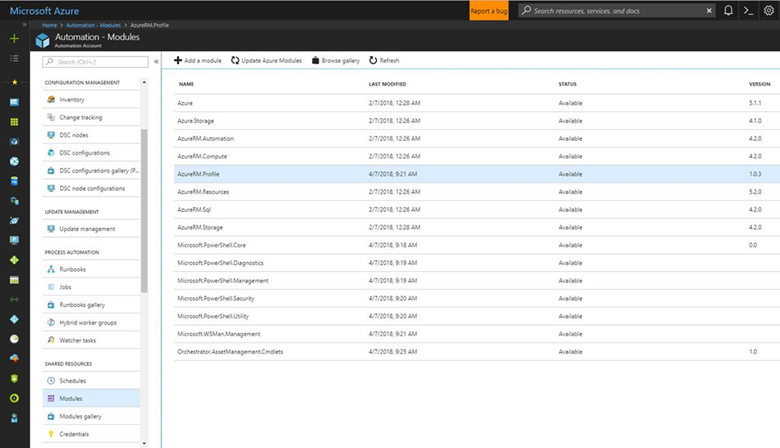 Microsoft Azure
Report a bug
Search resources, services, and docs
Home > Automation - Modules > AzureRM.Profile
Automation - Modules
Automation Account
Search (Ctrl+/)
Add a module
Update Azure Modules
Browse gallery
Refresh
CONFIGURATION MANAGEMENT
Inventory
Change tracking
DSC nodes
DSC configurations
DSC configurations gallery (P...
DSC node configurations
UPDATE MANAGEMENT
Update management
PROCESS AUTOMATION
Runbooks
Jobs
Runbooks gallery
Hybrid worker groups
Watcher tasks
SHARED RESOURCES
Schedules
Modules
Modules gallery
Credentials
NAME LAST MODIFIED STATUS VERSION
Azure 2/7/2018, 12:28 AM Available 5.1.1
Azure.Storage 2/7/2018, 12:26 AM Available 4.1.0
AzureRM.Automation 2/7/2018, 12:26 AM Available 4.2.0
AzureRM.Compute 2/7/2018, 12:26 AM Available 4.2.0
AzureRM.Profile 4/7/2018, 9:21 AM Available 1.0.3
AzureRM.Resources 2/7/2018, 12:26 AM Available 5.2.0
AzureRM.Sql 2/7/2018, 12:26 AM Available 4.2.0
AzureRM.Storage 2/7/2018, 12:26 AM Available 4.2.0
Microsoft.PowerShell.Core 4/7/2018, 9:18 AM Available 0.0
Microsoft.PowerShell.Diagnostics 4/7/2018, 9:19 AM Available
Microsoft.PowerShell.Management 4/7/2018, 9:19 AM Available
Microsoft.PowerShell.Security 4/7/2018, 9:20 AM Available
Microsoft.PowerShell.Utility 4/7/2018, 9:20 AM Available
Microsoft.WSMan.Management 4/7/2018, 9:21 AM Available
Orchestrator.AssetManagement.Cmdlets 4/7/2018, 9:25 AM Available 1.0